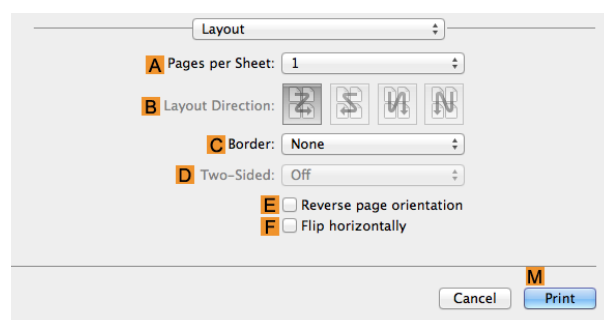 Layout
A Pages per Sheet: 1
B Layout Direction:
C Border: None
D Two-Sided: Off
E Reverse page orientation
F Flip horizontally
M
Cancel Print